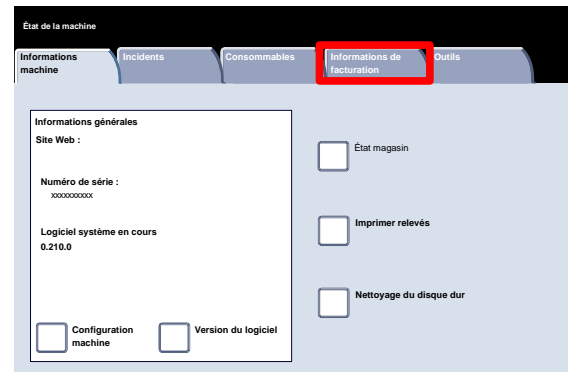 État de la machine
Informations
machine
Incidents
Consommables
Informations de
facturation
Outils
Informations générales
Site Web :
Numéro de série :
xxxxxxxxxx
Logiciel système en cours
0.210.0
Configuration
machine
Version du logiciel
État magasin
Imprimer relevés
Nettoyage du disque dur